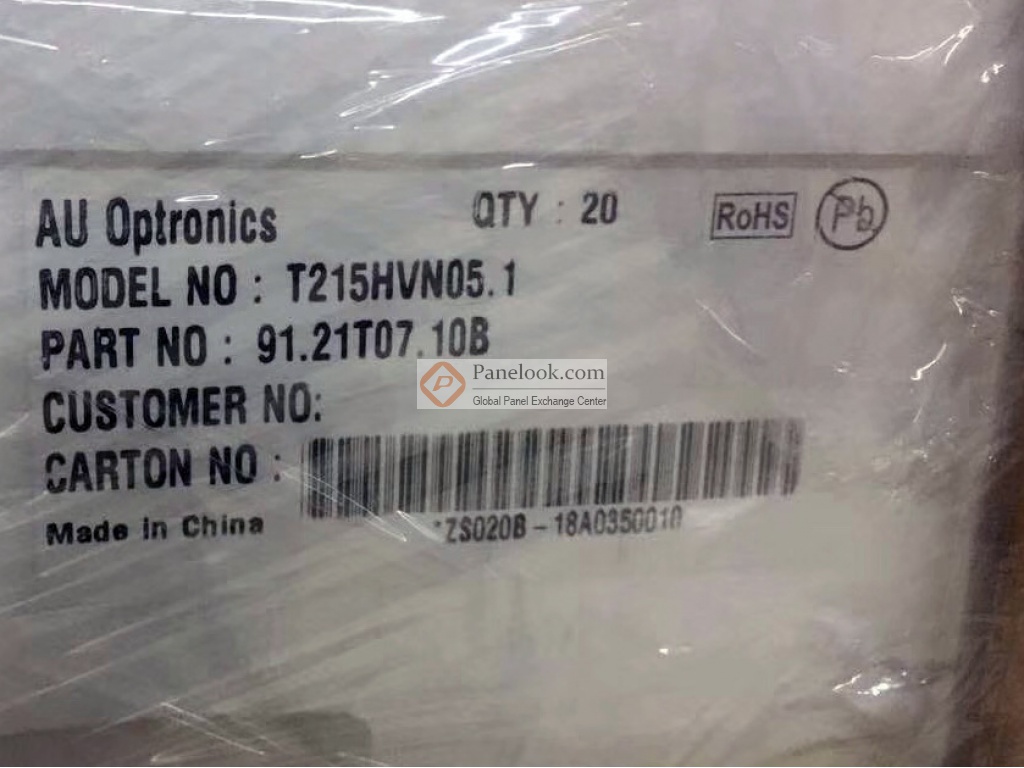 AU Optronics QTY : 20 RoHS Pb
MODEL NO : T215HVN05.1
PART NO : 91.21T07.10B
Panelook.com
Global Panel Exchange Center
CUSTOMER NO:
CARTON NO :
Made in China *ZS020B-18A0350010